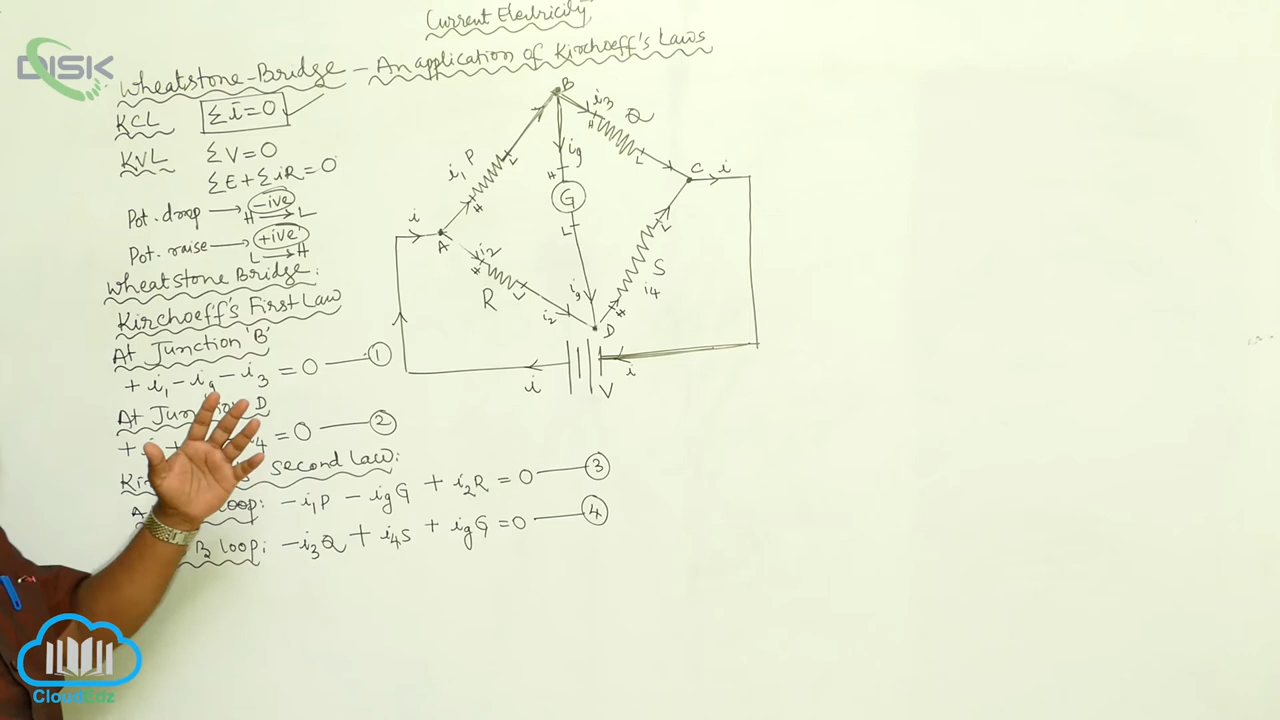 Current Electricity
DISK
Wheatstone-Bridge - An application of Kirchoeff's Laws
KCL Σi=0
KVL ΣV=0
ΣE+ΣiR=0
Pot. drop → -ive
H → L
Pot. raise → +ive
L → H
Wheatstone Bridge:
Kirchoeff's First Law
At Junction 'B'
+i₁-ig-i₃=0 — ①
At D
=0 — ②
Second Law:
loop: -i₁P - igG + i₂R = 0 — ③
loop: -i₃Q + i₄S + igG = 0 — ④
B
i₃
Q
H
L
i₁ P
H
L
ig
H
G
L
ig
C i
i
A
i₂
H
L
R
i₂
D
S
i₄
H
L
i
V
i
CloudEdz